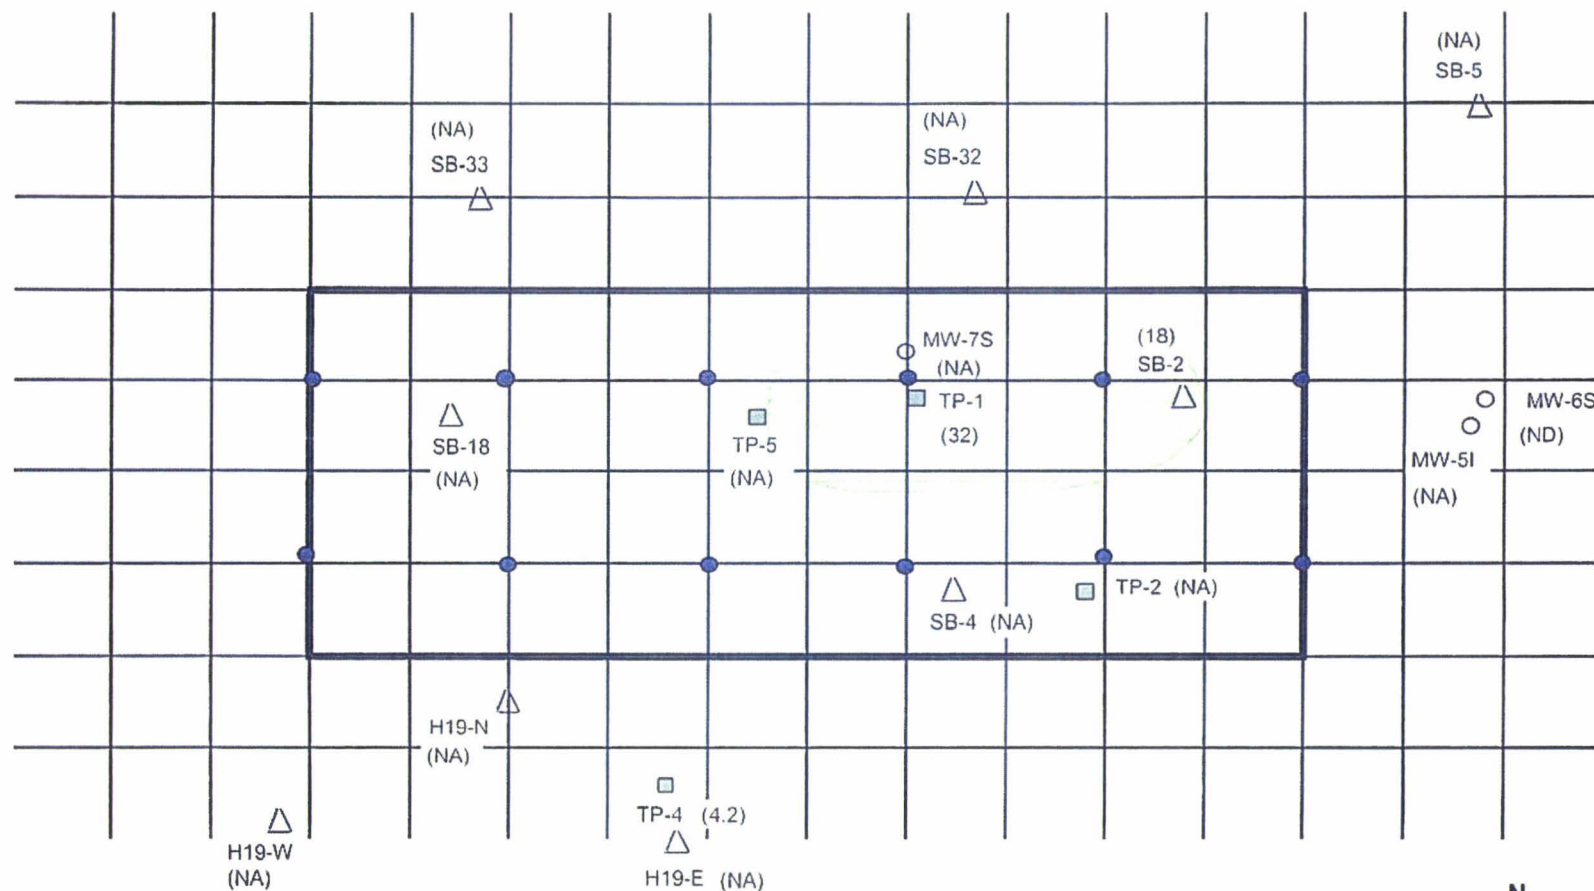 (NA)
SB-5
(NA)
SB-33
(NA)
SB-32
MW-7S
(NA)
(18)
SB-2
TP-1
(32)
SB-18
(NA)
TP-5
(NA)
MW-6S
(ND)
MW-5I
(NA)
TP-2 (NA)
SB-4 (NA)
H19-N
(NA)
TP-4 (4.2)
H19-W
(NA)
H19-E (NA)
N